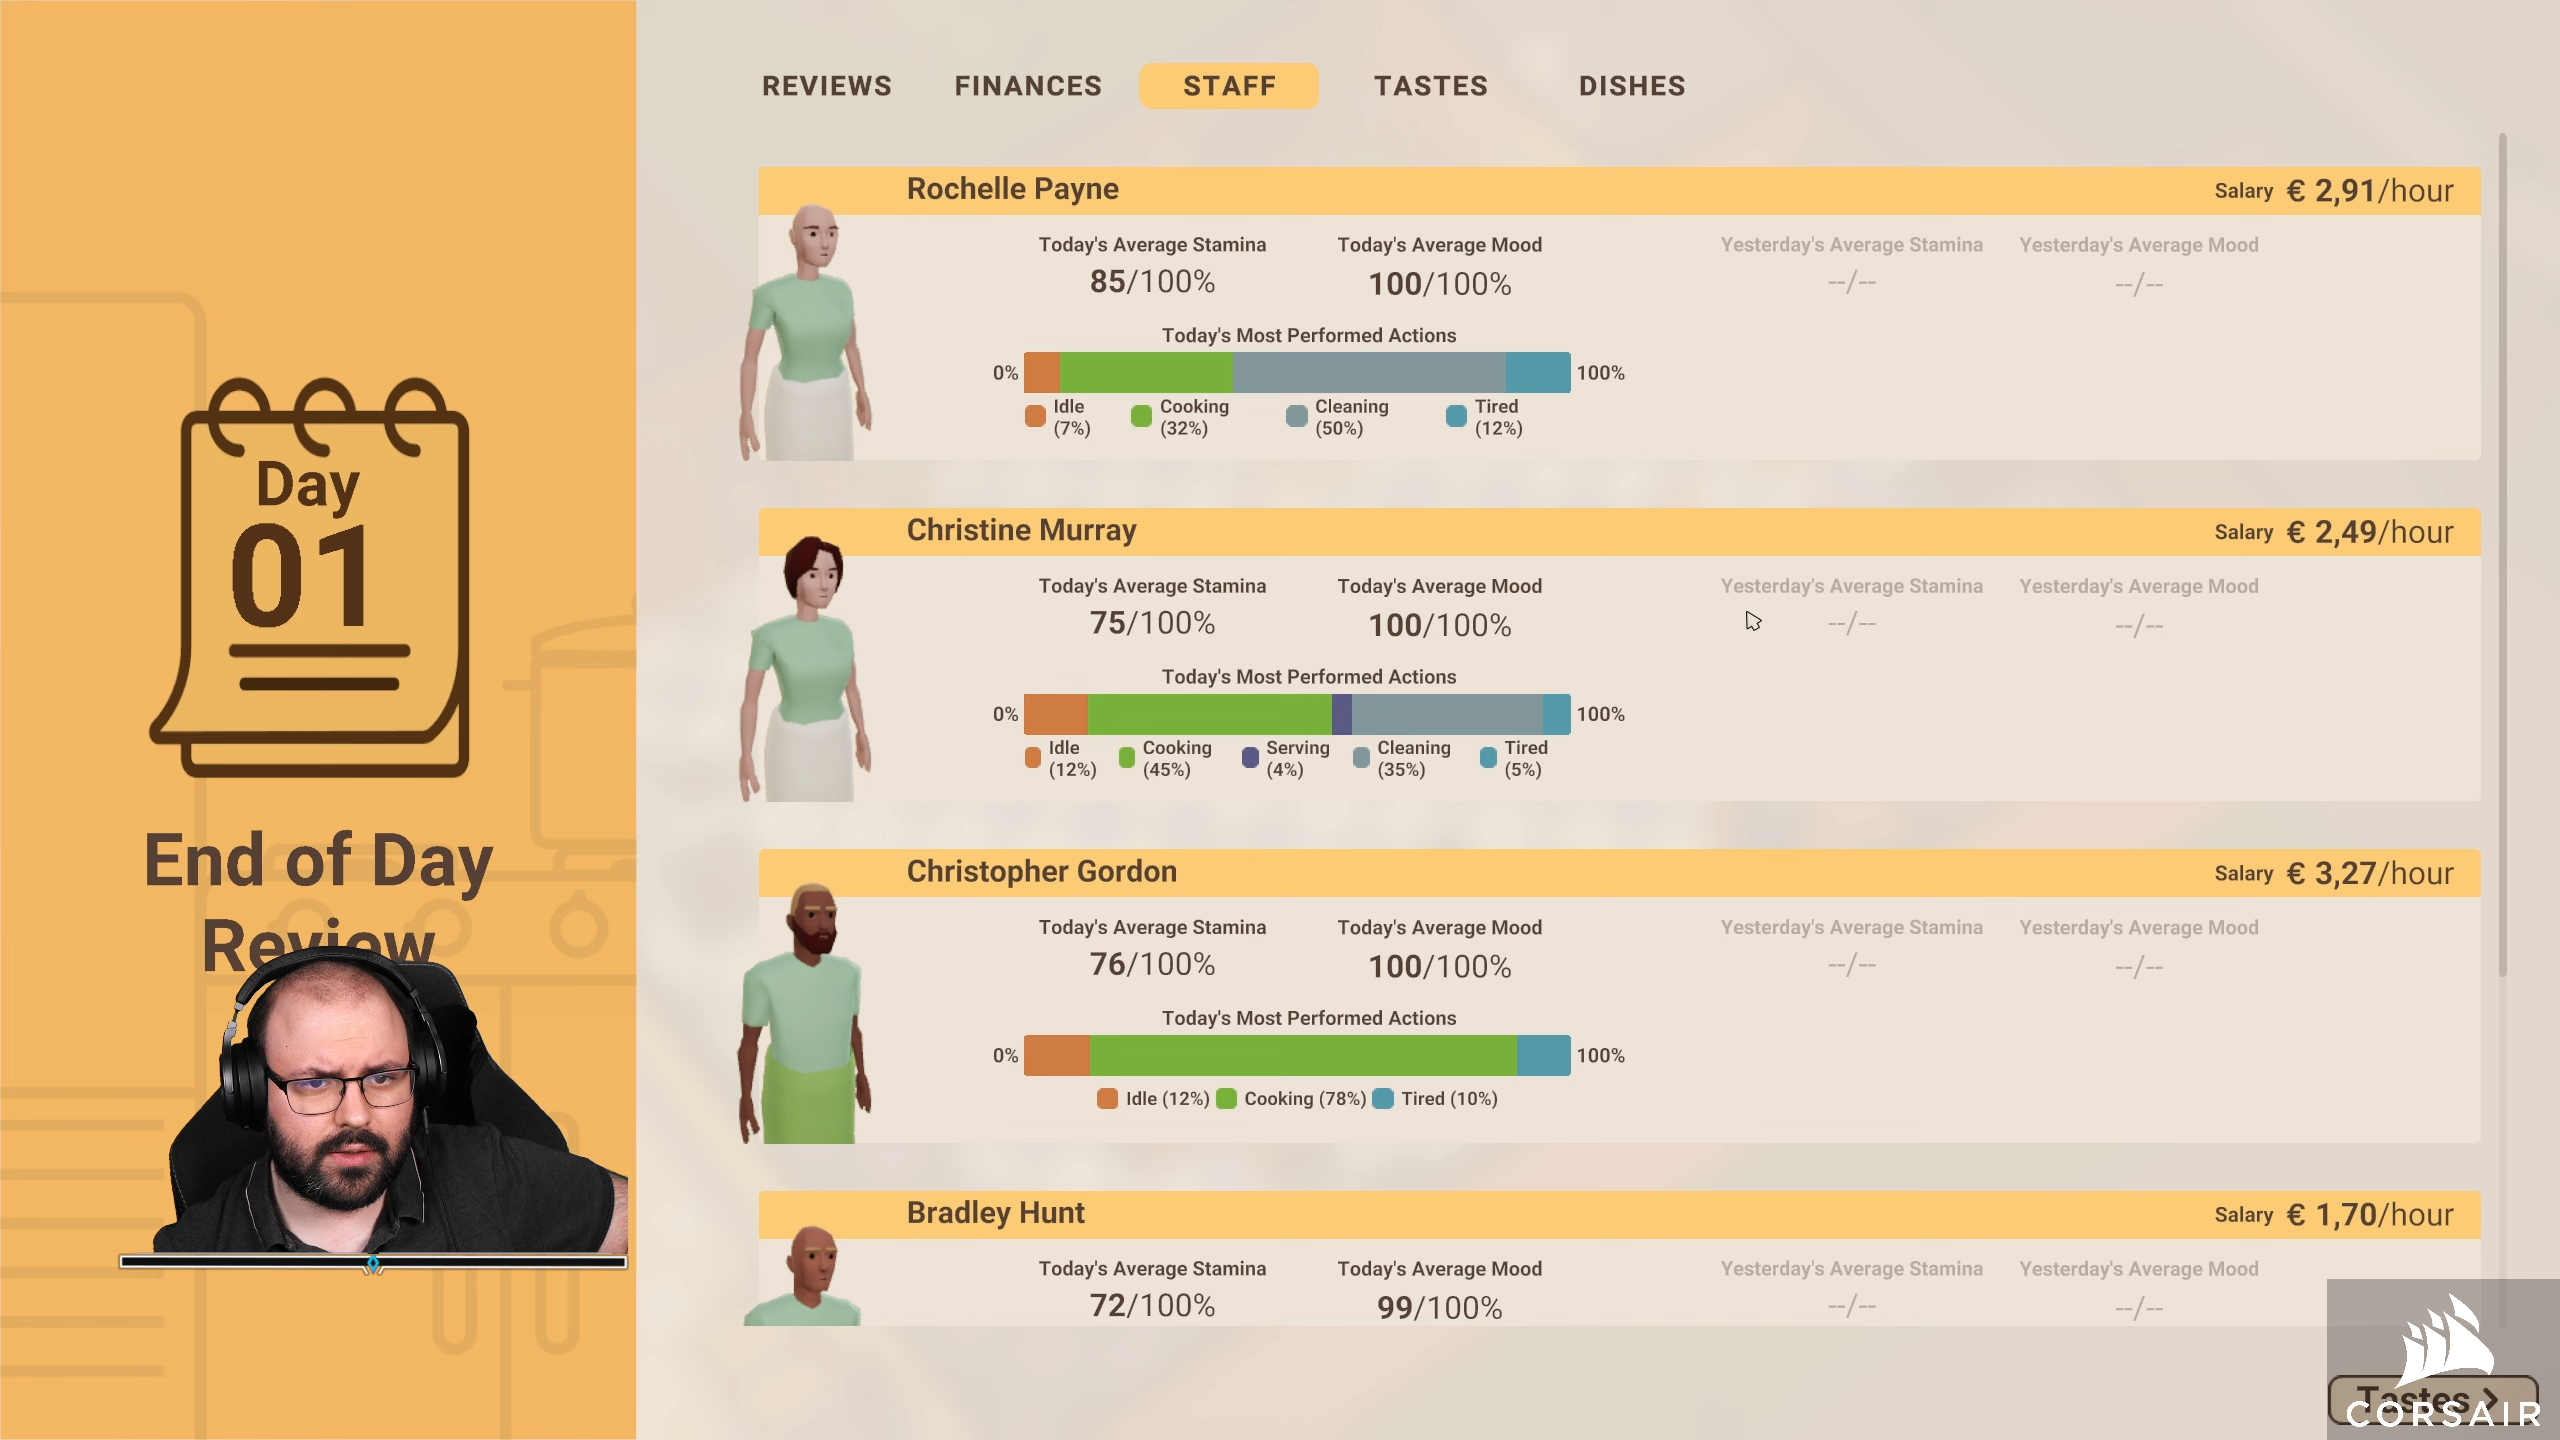 REVIEWS FINANCES STAFF TASTES DISHES
Day
01
End of Day
Review
Rochelle Payne Salary € 2,91/hour
Today's Average Stamina Today's Average Mood Yesterday's Average Stamina Yesterday's Average Mood
85/100% 100/100% --/-- --/--
Today's Most Performed Actions
0% 100%
Idle (7%) Cooking (32%) Cleaning (50%) Tired (12%)
Christine Murray Salary € 2,49/hour
Today's Average Stamina Today's Average Mood Yesterday's Average Stamina Yesterday's Average Mood
75/100% 100/100% --/-- --/--
Today's Most Performed Actions
0% 100%
Idle (12%) Cooking (45%) Serving (4%) Cleaning (35%) Tired (5%)
Christopher Gordon Salary € 3,27/hour
Today's Average Stamina Today's Average Mood Yesterday's Average Stamina Yesterday's Average Mood
76/100% 100/100% --/-- --/--
Today's Most Performed Actions
0% 100%
Idle (12%) Cooking (78%) Tired (10%)
Bradley Hunt Salary € 1,70/hour
Today's Average Stamina Today's Average Mood Yesterday's Average Stamina Yesterday's Average Mood
72/100% 99/100% --/-- --/--
Tastes >
CORSAIR